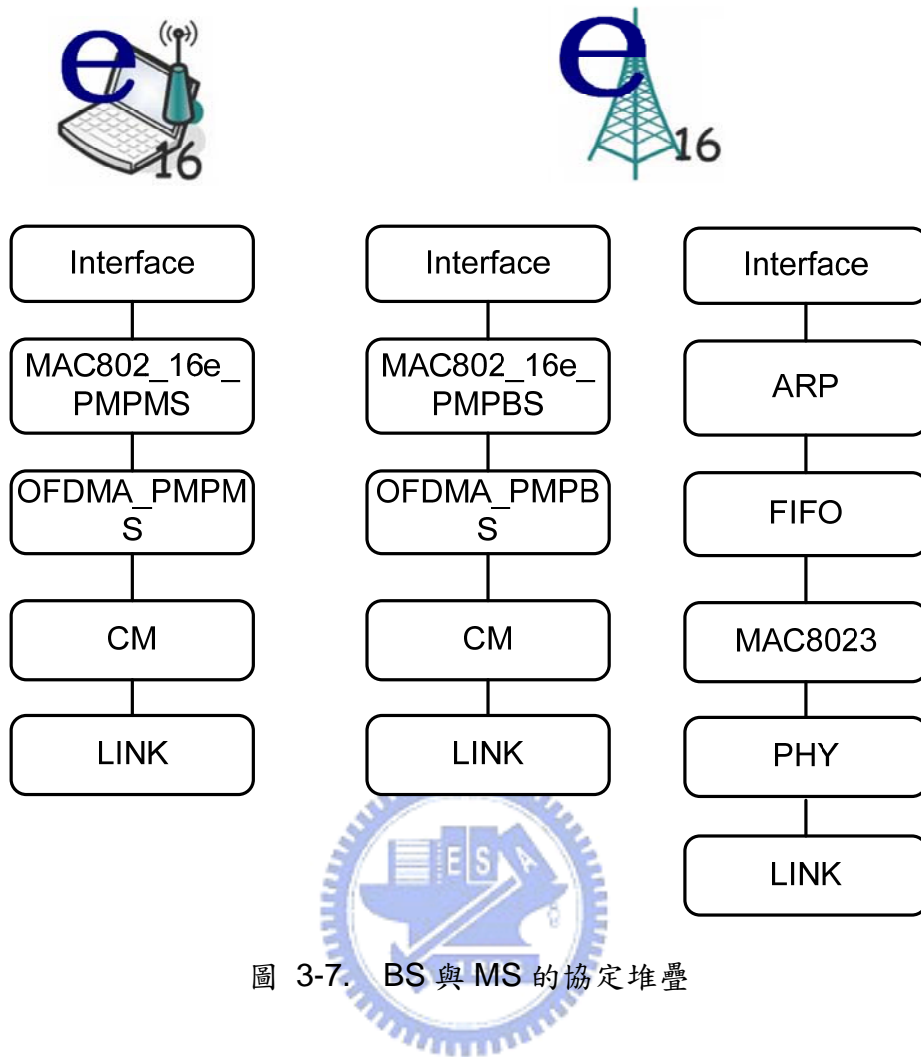 e
16
e
16
Interface
MAC802_16e_
PMPMS
OFDMA_PMPM
S
CM
LINK
Interface
MAC802_16e_
PMPBS
OFDMA_PMPB
S
CM
LINK
Interface
ARP
FIFO
MAC8023
PHY
LINK
E S A
圖 3-7. BS 與 MS 的協定堆疊